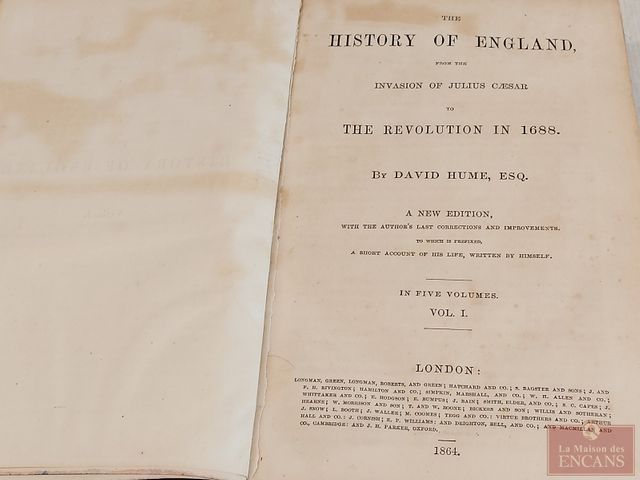 THE
HISTORY OF ENGLAND,
FROM THE
INVASION OF JULIUS CÆSAR
TO
THE REVOLUTION IN 1688.
BY DAVID HUME, ESQ.
A NEW EDITION,
WITH THE AUTHOR'S LAST CORRECTIONS AND IMPROVEMENTS.
TO WHICH IS PREFIXED,
A SHORT ACCOUNT OF HIS LIFE, WRITTEN BY HIMSELF.
IN FIVE VOLUMES.
VOL. I.
LONDON:
LONGMAN, GREEN, LONGMAN, ROBERTS, AND GREEN; HATCHARD AND CO.; S. BAGSTER AND SONS; J. AND
F. H. RIVINGTON; HAMILTON AND CO.; SIMPKIN, MARSHALL, AND CO.; W. H. ALLEN AND CO.;
WHITTAKER AND CO.; E. HODGSON; E. BUMPUS; J. BAIN; SMITH, ELDER, AND CO.; E. C. CAPES; J.
HEARNE; W. MORRISON AND SON; T. AND W. BOONE; BICKERS AND SON; WILLIS AND SOTHERAN;
J. SNOW; L. BOOTH; J. WALLER; M. COOMES; TEGG AND CO.; VIRTUE BROTHERS AND CO.; ARTHUR
HALL AND CO.; J. CORNISH; E. P. WILLIAMS; AND DEIGHTON, BELL, AND CO.; AND MACMILLAN AND
CO., CAMBRIDGE; AND J. H. PARKER, OXFORD.
1864.
La Maison des
ENCANS